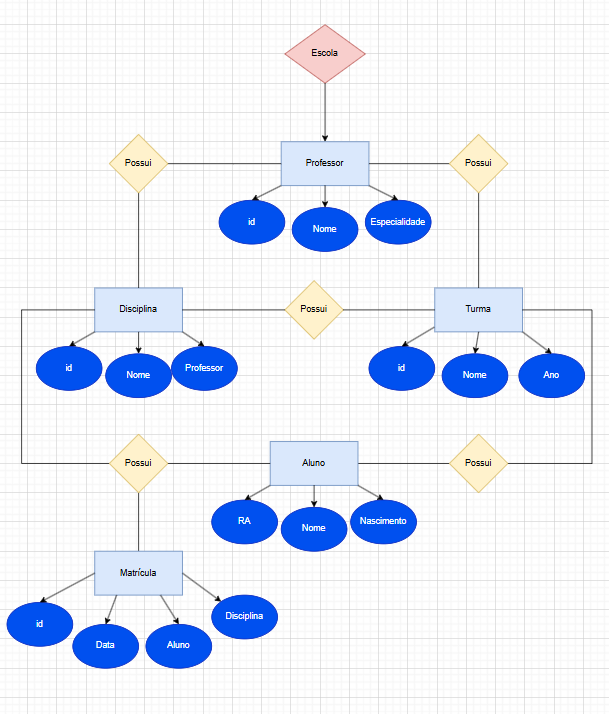 Escola
Possui
Professor
Possui
id
Nome
Especialidade
Disciplina
Possui
Turma
id
Nome
Professor
id
Nome
Ano
Possui
Aluno
Possui
RA
Nome
Nascimento
Matrícula
id
Data
Aluno
Disciplina